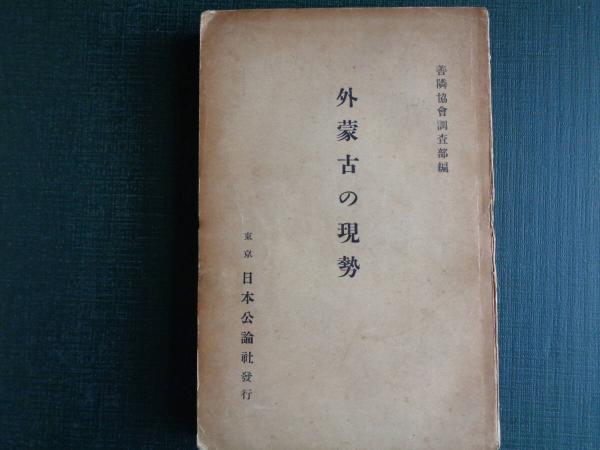 善隣協會調査部編
外蒙古の現勢
東京 日本公論社發行